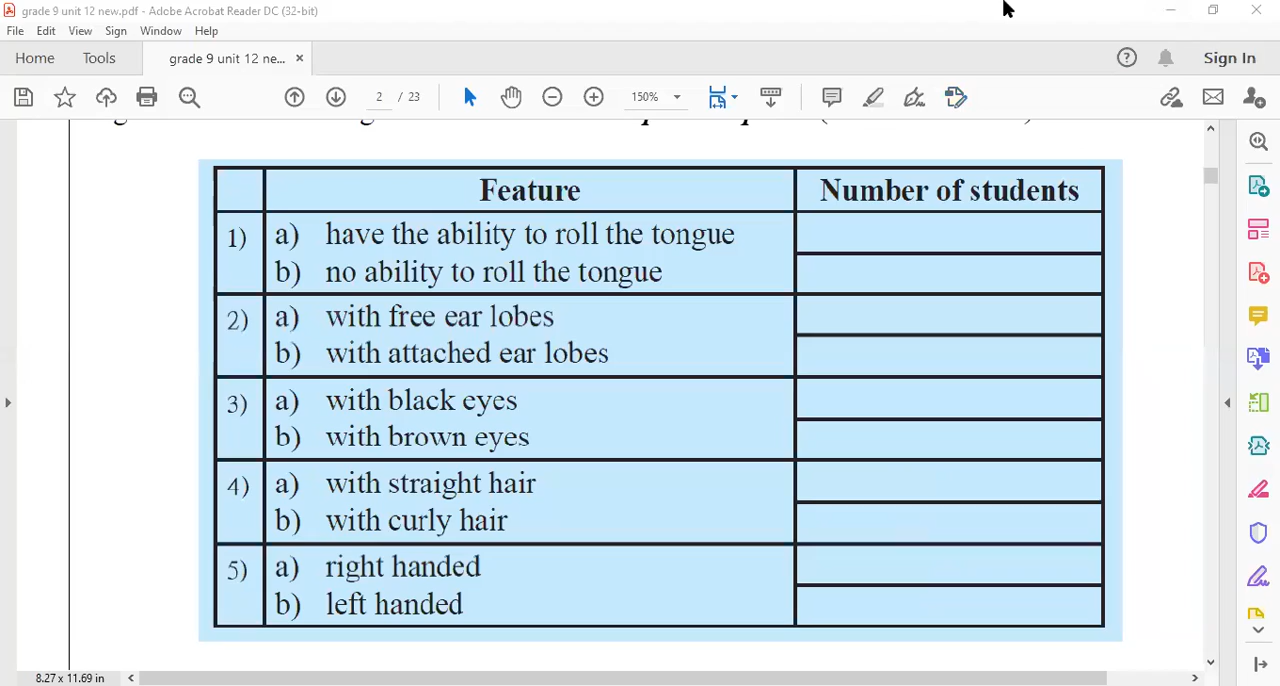 grade 9 unit 12 new.pdf - Adobe Acrobat Reader DC (32-bit)
File Edit View Sign Window Help
Home Tools grade 9 unit 12 ne... × Sign In
2 / 23 150%
Feature Number of students
1) a) have the ability to roll the tongue
b) no ability to roll the tongue
2) a) with free ear lobes
b) with attached ear lobes
3) a) with black eyes
b) with brown eyes
4) a) with straight hair
b) with curly hair
5) a) right handed
b) left handed
8.27 x 11.69 in